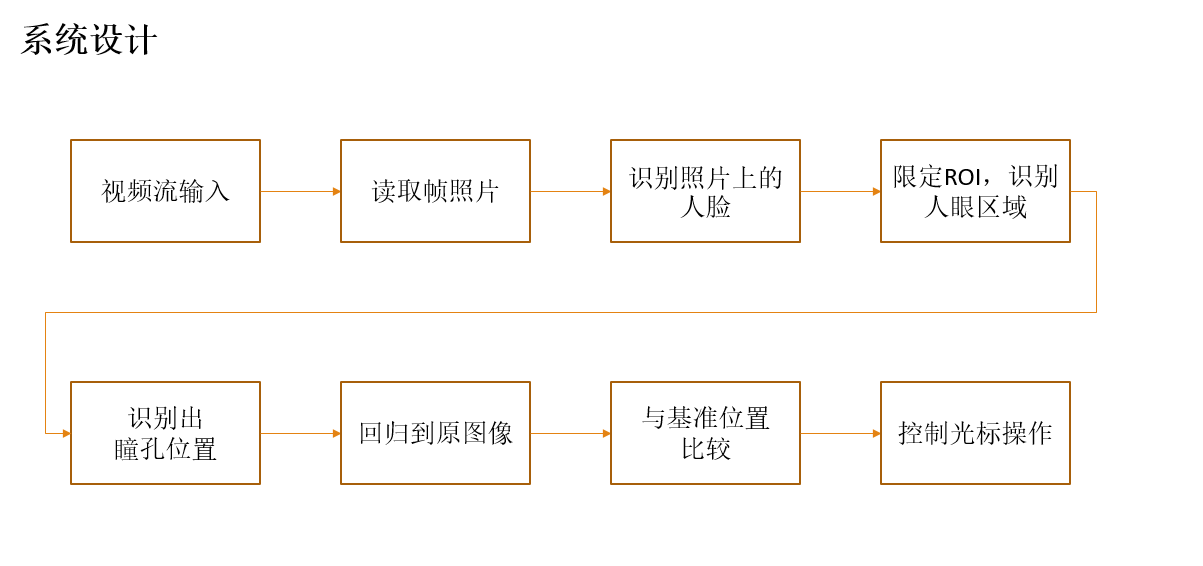 系统设计
视频流输入
读取帧照片
识别照片上的
人脸
限定ROI，识别
人眼区域
识别出
瞳孔位置
回归到原图像
与基准位置
比较
控制光标操作